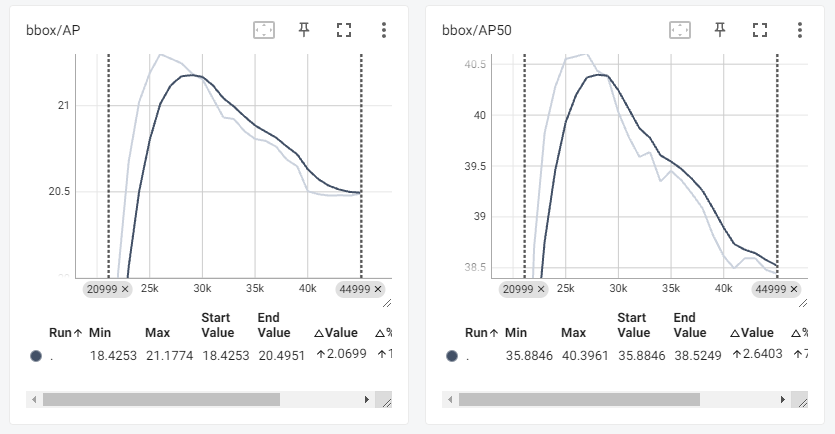 bbox/AP
21
20.5
20999 × 25k 30k 35k 40k 44999 ×
Run↑ Min Max Start Value End Value △Value △%
. 18.4253 21.1774 18.4253 20.4951 ↑2.0699 ↑1
bbox/AP50
40.5
40
39.5
39
38.5
20999 × 25k 30k 35k 40k 44999 ×
Run↑ Min Max Start Value End Value △Value △%
. 35.8846 40.3961 35.8846 38.5249 ↑2.6403 ↑7